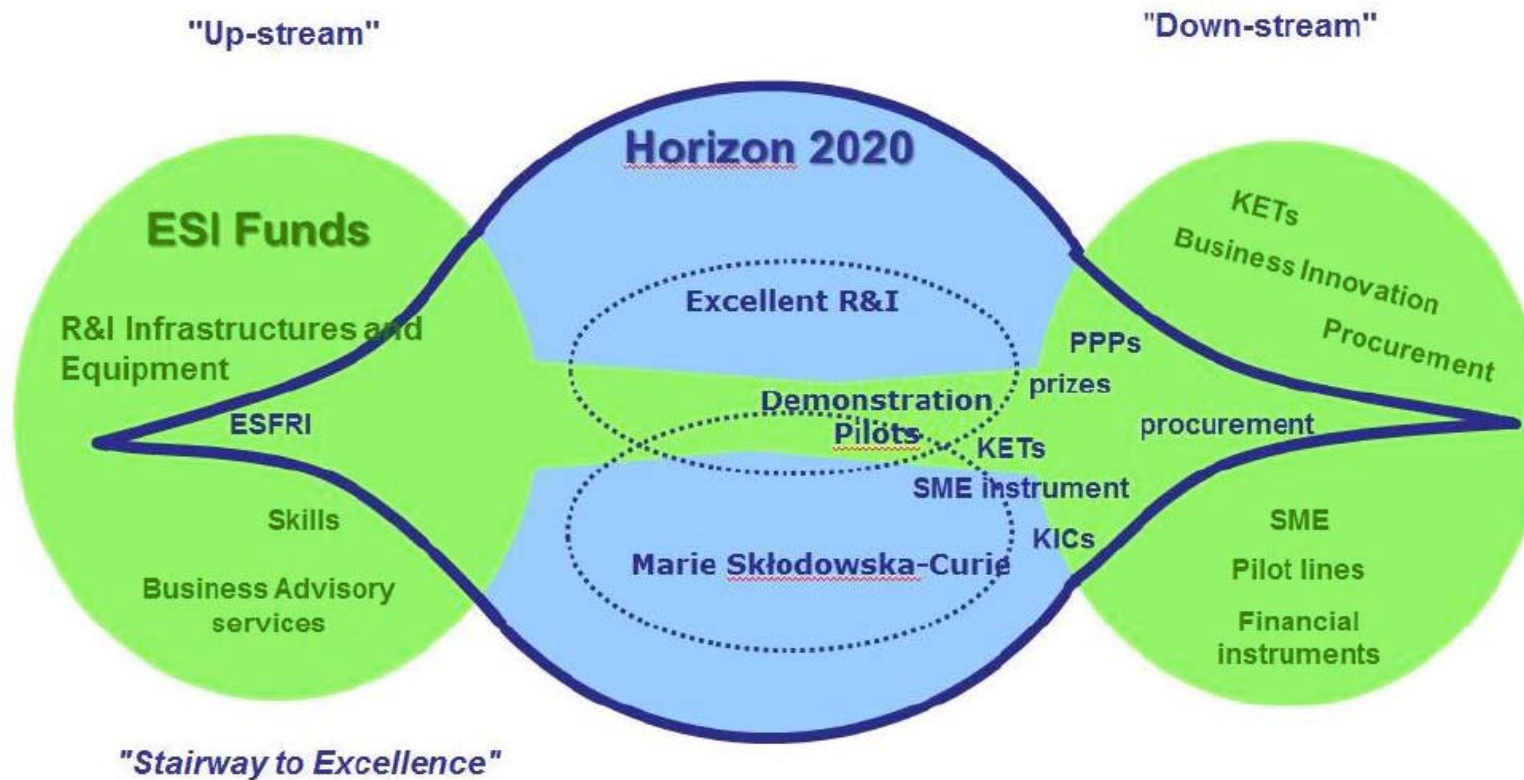 "Up-stream"
"Down-stream"
Horizon 2020
ESI Funds
R&I Infrastructures and
Equipment
ESFRI
Skills
Business Advisory
services
Excellent R&I
Demonstration
Pilöts
Marie Skłodowska-Curie
PPPs
prizes
procurement
KETs
SME instrument
KICs
KETs
Business Innovation
Procurement
SME
Pilot lines
Financial
instruments
"Stairway to Excellence"